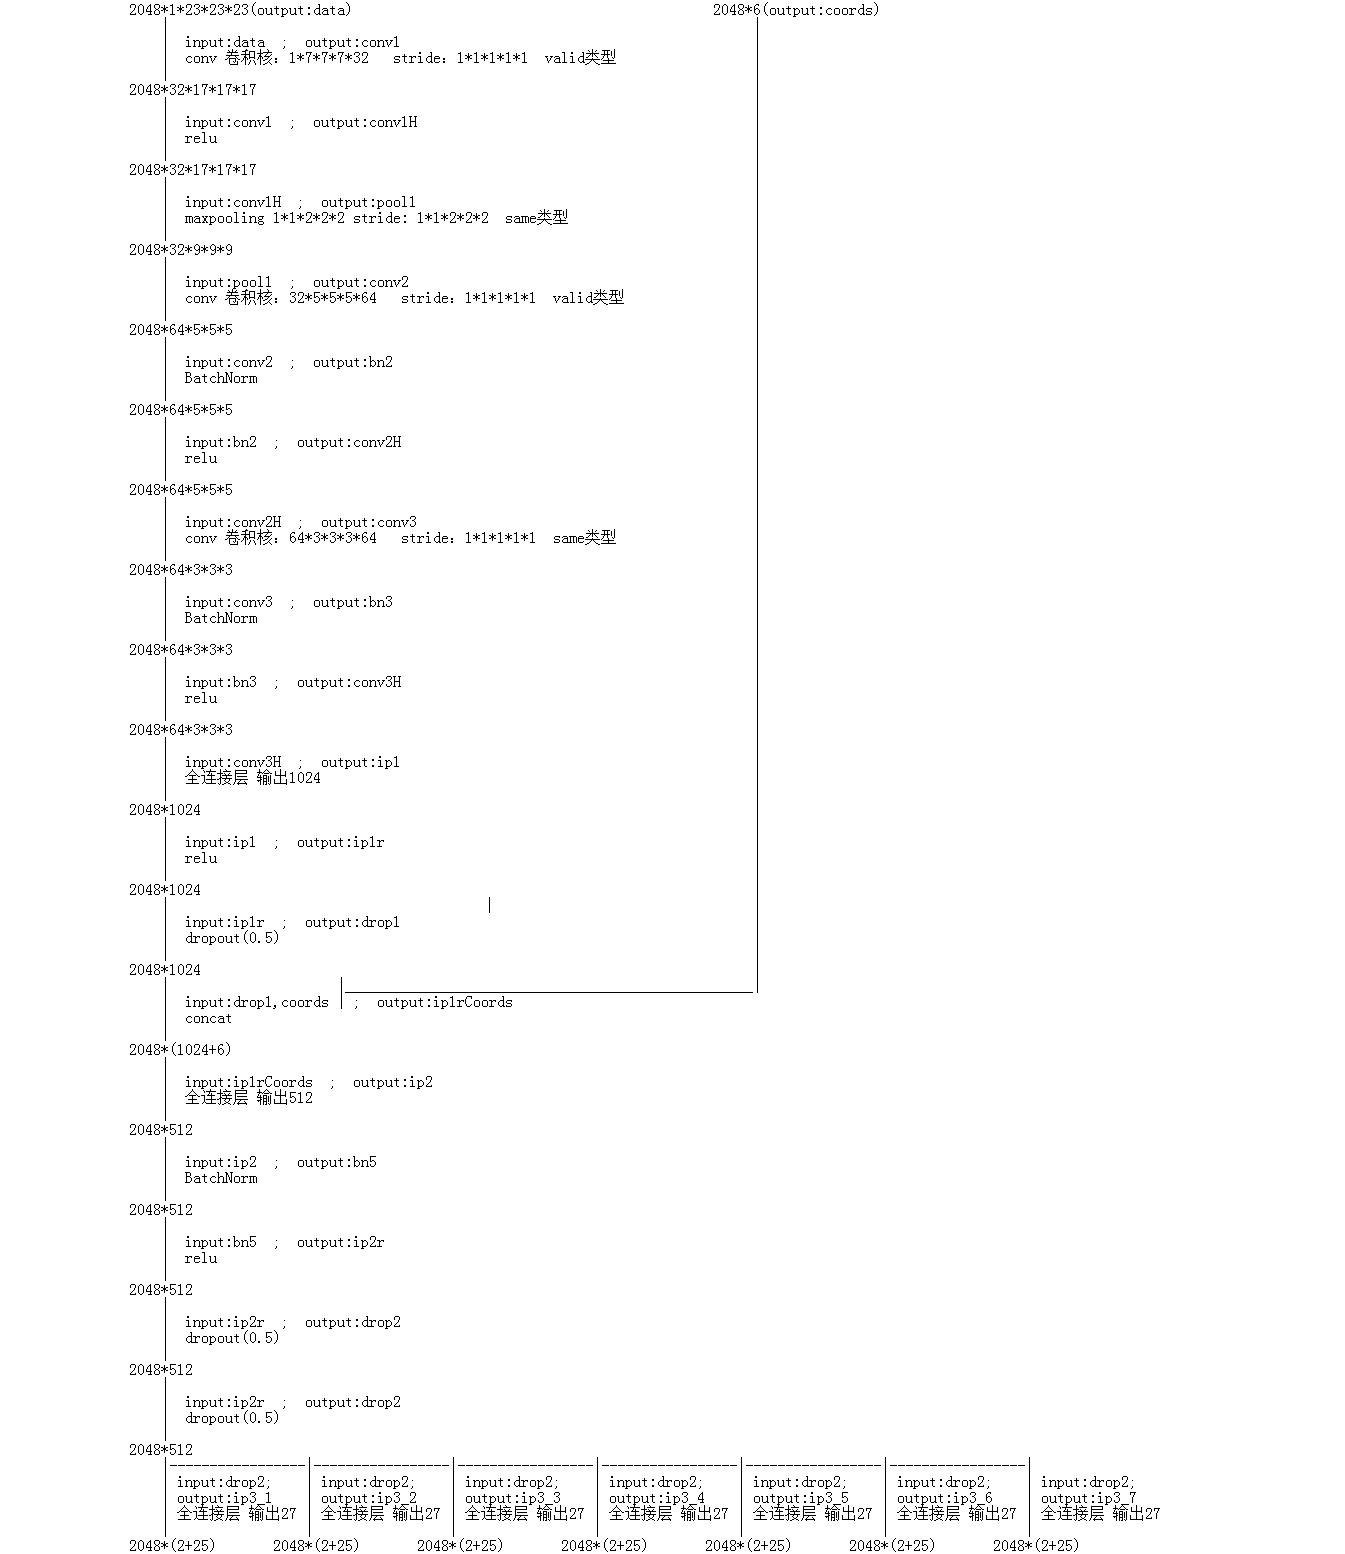 2048*1*23*23*23(output:data)
2048*6(output:coords)
input:data ; output:conv1
conv 卷积核：1*7*7*7*32 stride：1*1*1*1*1 valid类型
2048*32*17*17*17
input:conv1 ; output:conv1H
relu
2048*32*17*17*17
input:conv1H ; output:pool1
maxpooling 1*1*2*2*2 stride：1*1*2*2*2 same类型
2048*32*9*9*9
input:pool1 ; output:conv2
conv 卷积核：32*5*5*5*64 stride：1*1*1*1*1 valid类型
2048*64*5*5*5
input:conv2 ; output:bn2
BatchNorm
2048*64*5*5*5
input:bn2 ; output:conv2H
relu
2048*64*5*5*5
input:conv2H ; output:conv3
conv 卷积核：64*3*3*3*64 stride：1*1*1*1*1 same类型
2048*64*3*3*3
input:conv3 ; output:bn3
BatchNorm
2048*64*3*3*3
input:bn3 ; output:conv3H
relu
2048*64*3*3*3
input:conv3H ; output:ip1
全连接层 输出1024
2048*1024
input:ip1 ; output:ip1r
relu
2048*1024
input:ip1r ; output:drop1
dropout(0.5)
2048*1024
input:drop1,coords ; output:ip1rCoords
concat
2048*(1024+6)
input:ip1rCoords ; output:ip2
全连接层 输出512
2048*512
input:ip2 ; output:bn5
BatchNorm
2048*512
input:bn5 ; output:ip2r
relu
2048*512
input:ip2r ; output:drop2
dropout(0.5)
2048*512
input:ip2r ; output:drop2
dropout(0.5)
2048*512
input:drop2; input:drop2; input:drop2; input:drop2; input:drop2; input:drop2; input:drop2;
output:ip3_1 output:ip3_2 output:ip3_3 output:ip3_4 output:ip3_5 output:ip3_6 output:ip3_7
全连接层 输出27 全连接层 输出27 全连接层 输出27 全连接层 输出27 全连接层 输出27 全连接层 输出27 全连接层 输出27
2048*(2+25) 2048*(2+25) 2048*(2+25) 2048*(2+25) 2048*(2+25) 2048*(2+25) 2048*(2+25)